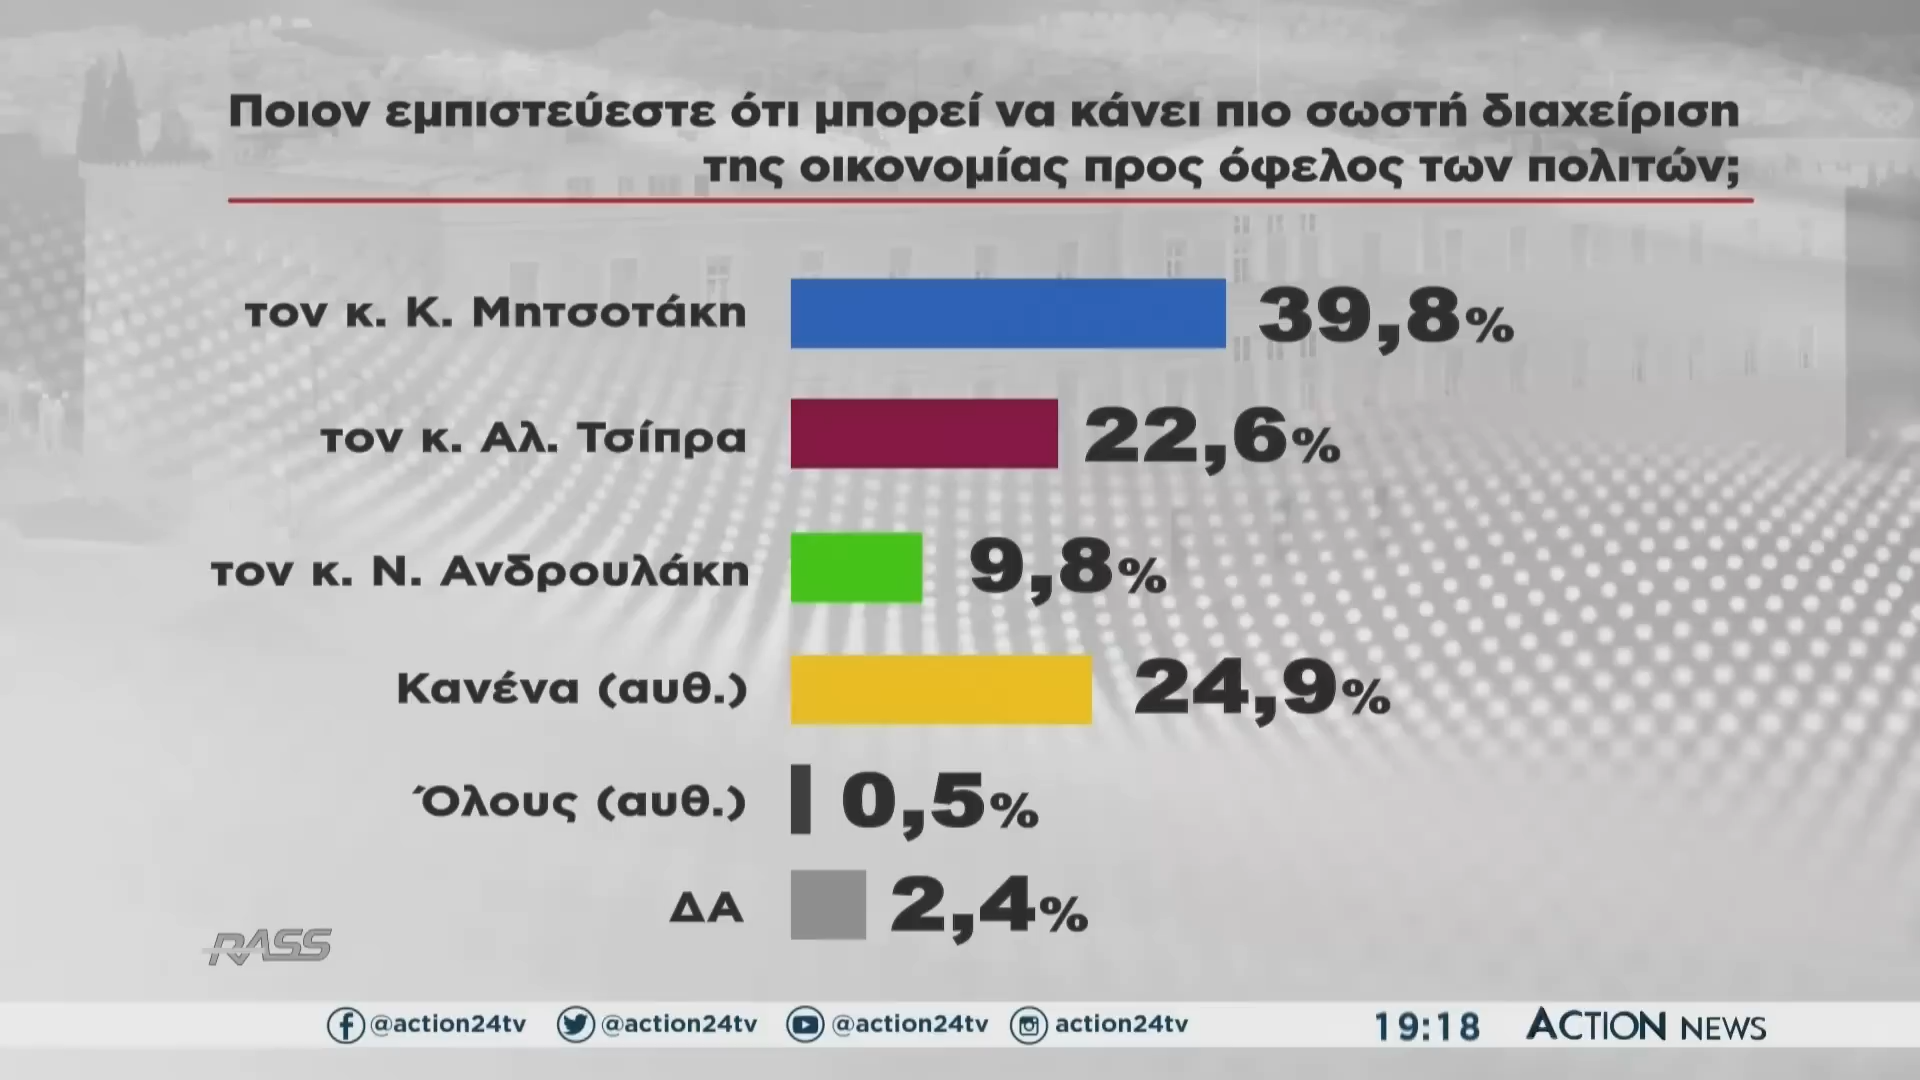 Ποιον εμπιστεύεστε ότι μπορεί να κάνει πιο σωστή διαχείριση
της οικονομίας προς όφελος των πολιτών;
τον κ. Κ. Μητσοτάκη 39,8%
τον κ. Αλ. Τσίπρα 22,6%
τον κ. Ν. Ανδρουλάκη 9,8%
Κανένα (αυθ.) 24,9%
Όλους (αυθ.) 0,5%
ΔΑ 2,4%
RASS
@action24tv @action24tv @action24tv action24tv 19:18 ACTION NEWS